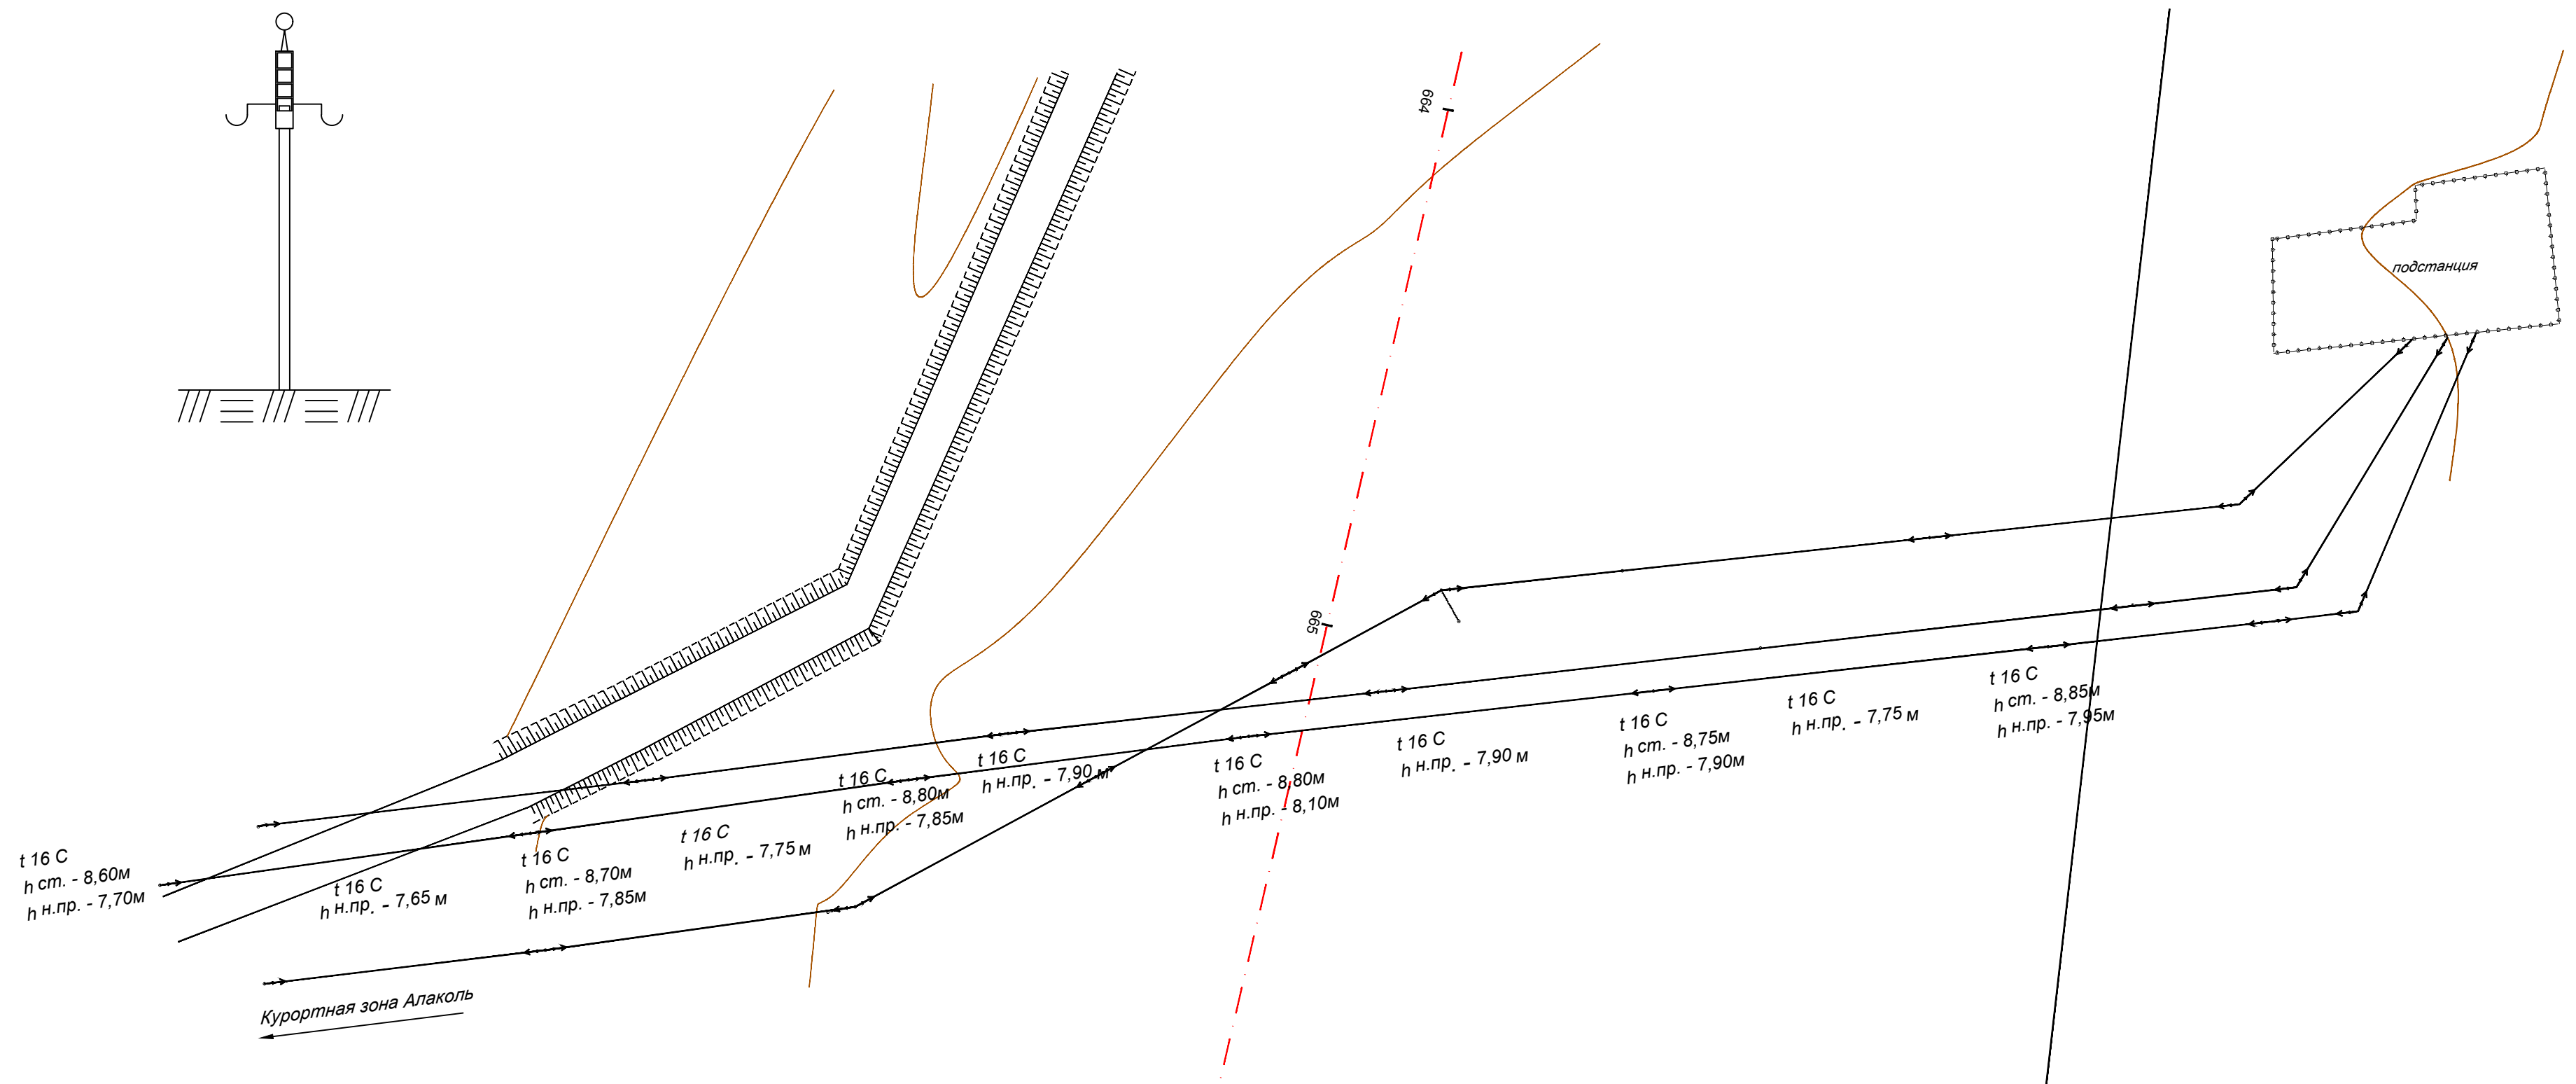 664
подстанция
665
t 16 C
h ст. - 8,85м
h н.пр. - 7,95м
t 16 C
h н.пр. - 7,75 м
t 16 C
h ст. - 8,75м
h н.пр. - 7,90м
t 16 C
h н.пр. - 7,90 м
t 16 C
h ст. - 8,80м
h н.пр. - 8,10м
t 16 C
h н.пр. - 7,90 м
t 16 C
h ст. - 8,80м
h н.пр. - 7,85м
t 16 C
h н.пр. - 7,75 м
t 16 C
h ст. - 8,70м
h н.пр. - 7,85м
t 16 C
h н.пр. - 7,65 м
t 16 C
h ст. - 8,60м
h н.пр. - 7,70м
Курортная зона Алаколь